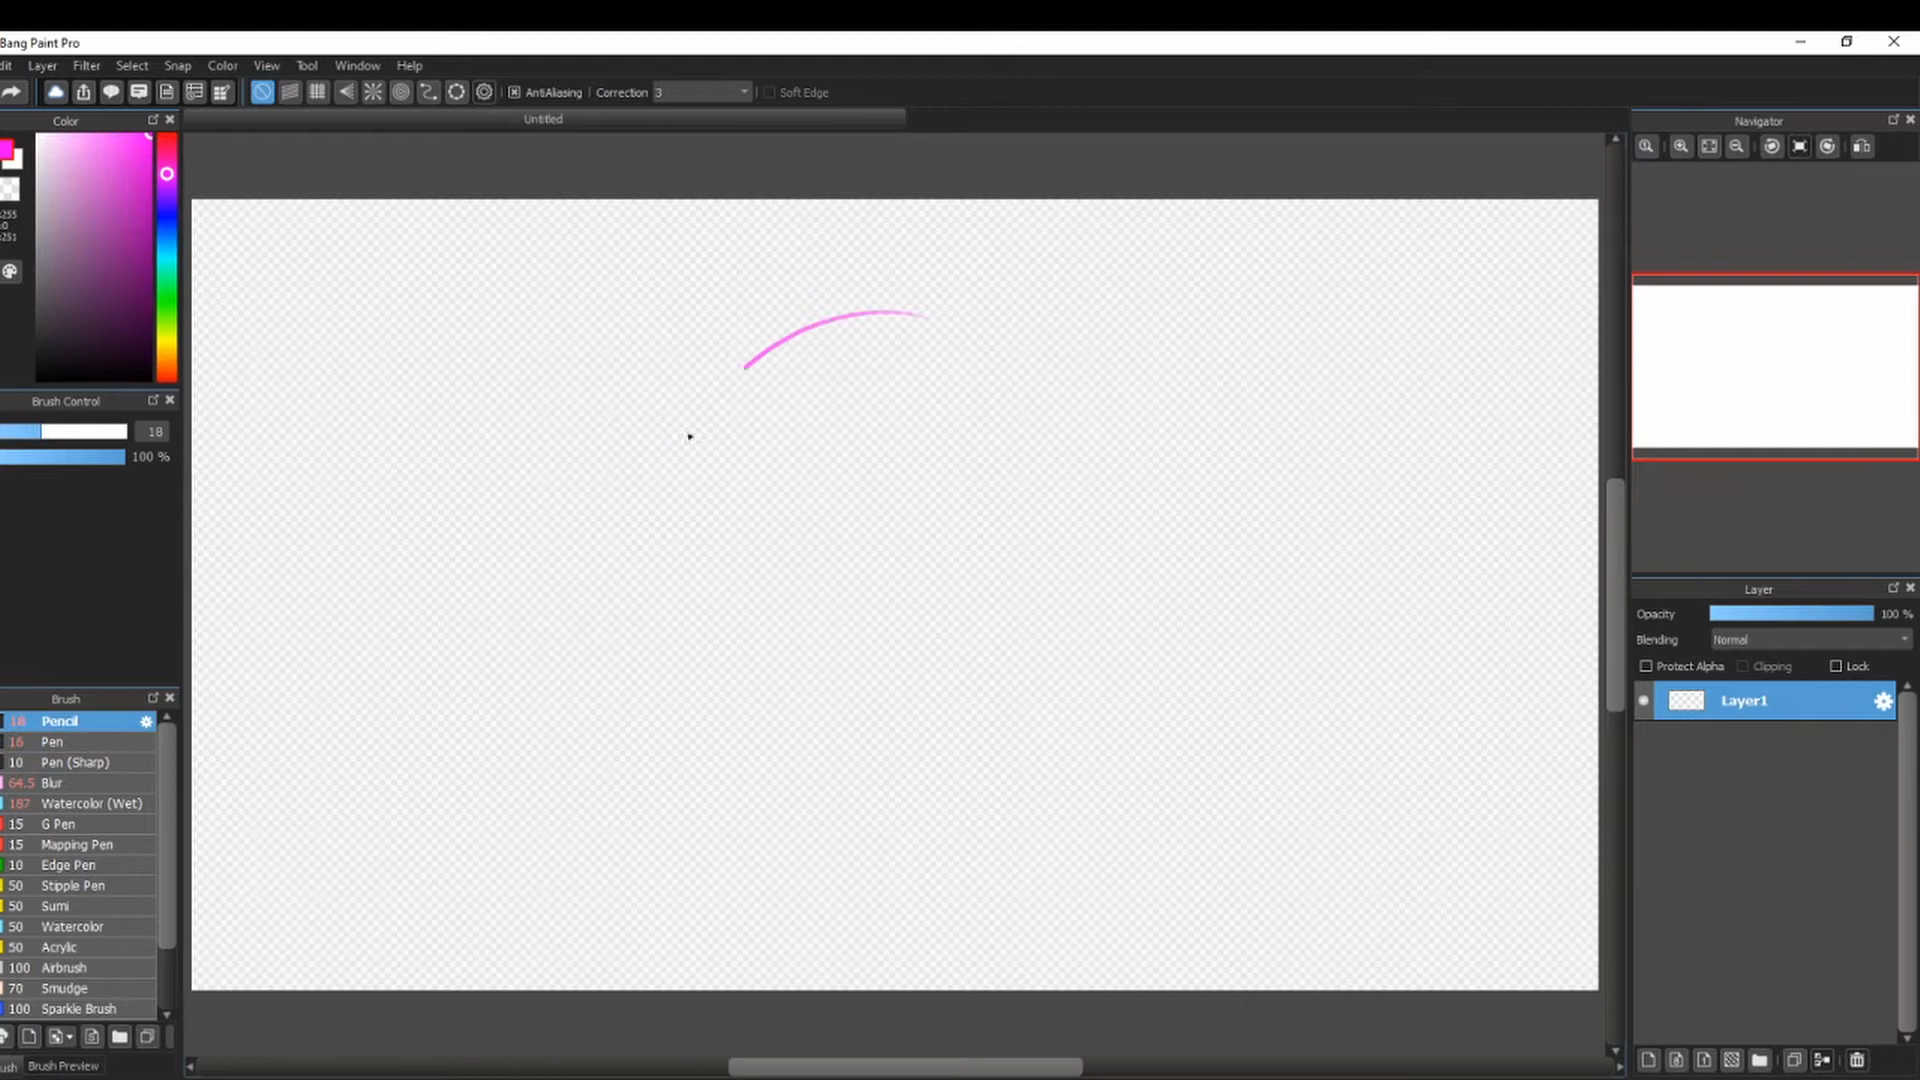 Bang Paint Pro
dit Layer Filter Select Snap Color View Tool Window Help
AntiAliasing Correction 3 Soft Edge
Color
Untitled
Navigator
:255
:0
:251
Brush Control
18
100 %
Brush
18 Pencil
16 Pen
10 Pen (Sharp)
64.5 Blur
187 Watercolor (Wet)
15 G Pen
15 Mapping Pen
10 Edge Pen
50 Stipple Pen
50 Sumi
50 Watercolor
50 Acrylic
100 Airbrush
70 Smudge
100 Sparkle Brush
ush Brush Preview
Layer
Opacity 100 %
Blending Normal
Protect Alpha Clipping Lock
Layer1